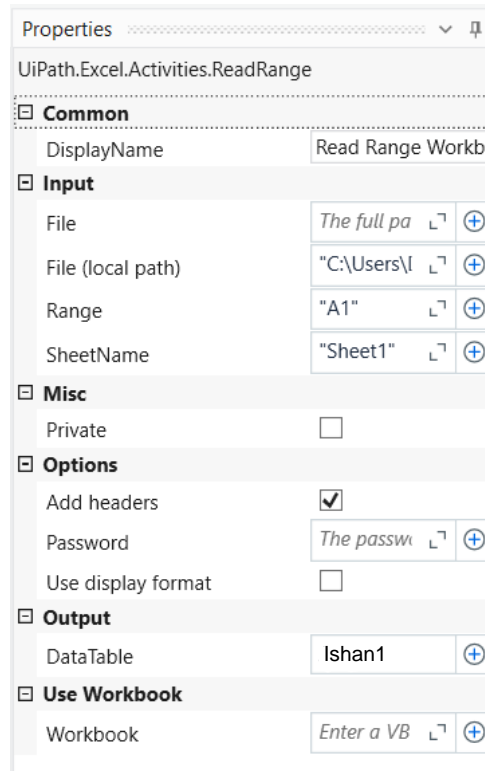 Properties
UiPath.Excel.Activities.ReadRange
Common
DisplayName Read Range Workb
Input
File The full pa
File (local path) "C:\Users\[
Range "A1"
SheetName "Sheet1"
Misc
Private
Options
Add headers
Password The passw
Use display format
Output
DataTable Ishan1
Use Workbook
Workbook Enter a VB